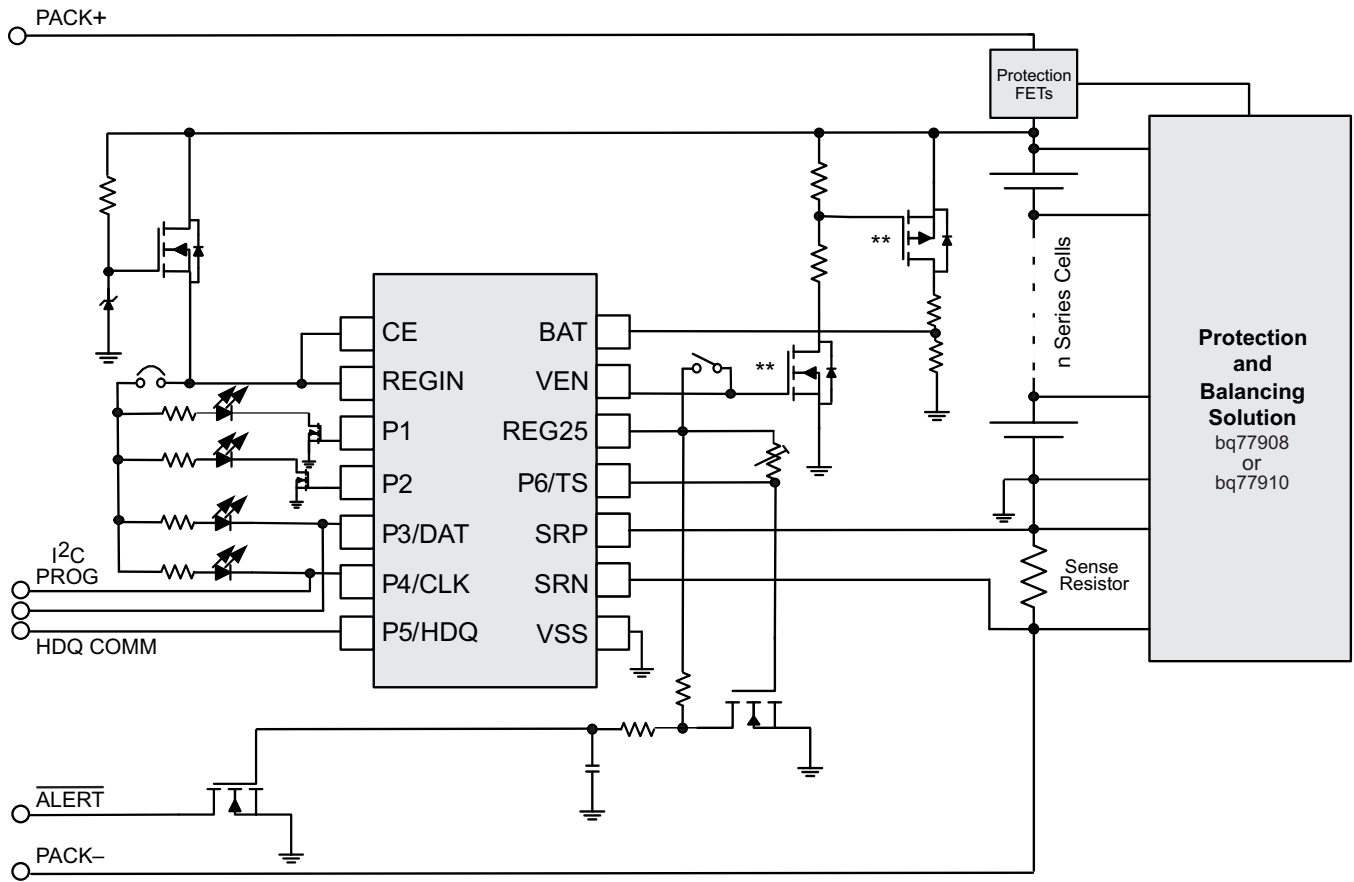 PACK+
Protection
FETs
**
n Series Cells
CE
BAT
**
REGIN
VEN
P1
REG25
P2
P6/TS
P3/DAT
SRP
P4/CLK
SRN
P5/HDQ
VSS
I2C
PROG
HDQ COMM
Sense
Resistor
Protection
and
Balancing
Solution
bq77908
or
bq77910
ALERT
PACK–